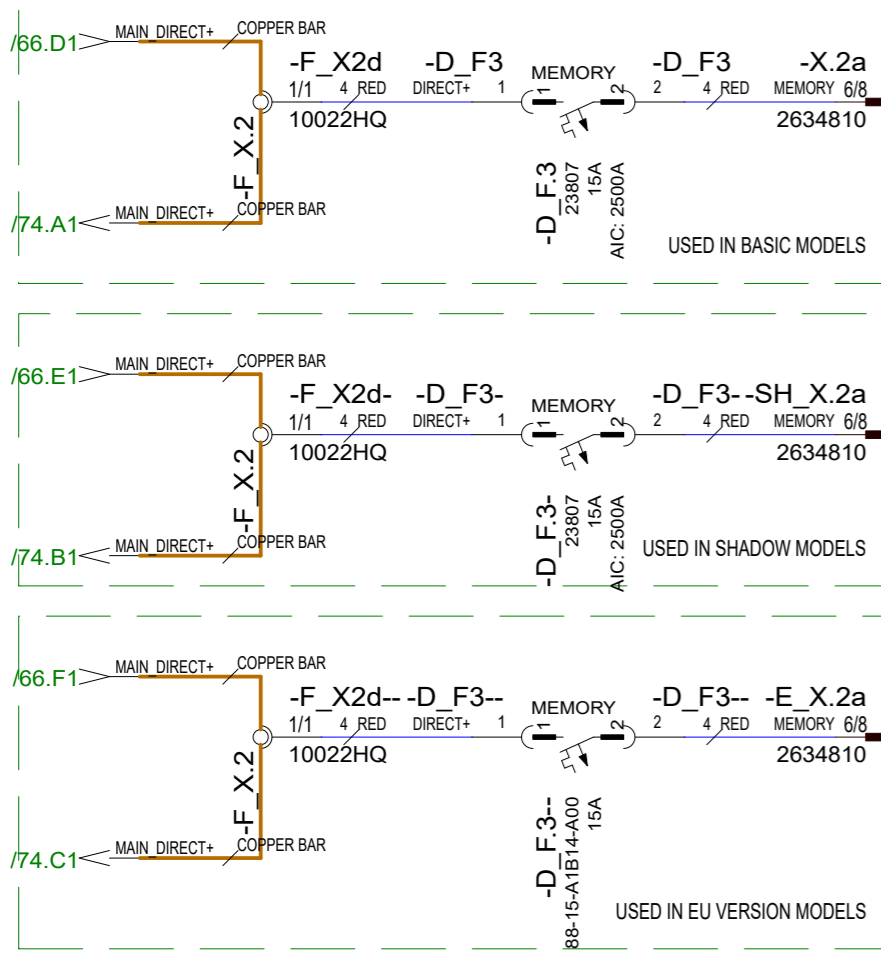 /66.D1 MAIN_DIRECT+ COPPER BAR
-F_X2d -D_F3 MEMORY -D_F3 -X.2a
1/1 4 RED DIRECT+ 1 1 2 2 4 RED MEMORY 6/8
10022HQ 2634810
-F_X.2
/74.A1 MAIN_DIRECT+ COPPER BAR
-D_F.3
23807
15A
AIC: 2500A
USED IN BASIC MODELS
/66.E1 MAIN_DIRECT+ COPPER BAR
-F_X2d- -D_F3- MEMORY -D_F3- -SH_X.2a
1/1 4 RED DIRECT+ 1 1 2 2 4 RED MEMORY 6/8
10022HQ 2634810
-F_X.2
/74.B1 MAIN_DIRECT+ COPPER BAR
-D_F.3-
23807
15A
AIC: 2500A
USED IN SHADOW MODELS
/66.F1 MAIN_DIRECT+ COPPER BAR
-F_X2d-- -D_F3-- MEMORY -D_F3-- -E_X.2a
1/1 4 RED DIRECT+ 1 1 2 2 4 RED MEMORY 6/8
10022HQ 2634810
-F_X.2
/74.C1 MAIN_DIRECT+ COPPER BAR
-D_F.3--
88-15-A1B14-A00
15A
USED IN EU VERSION MODELS